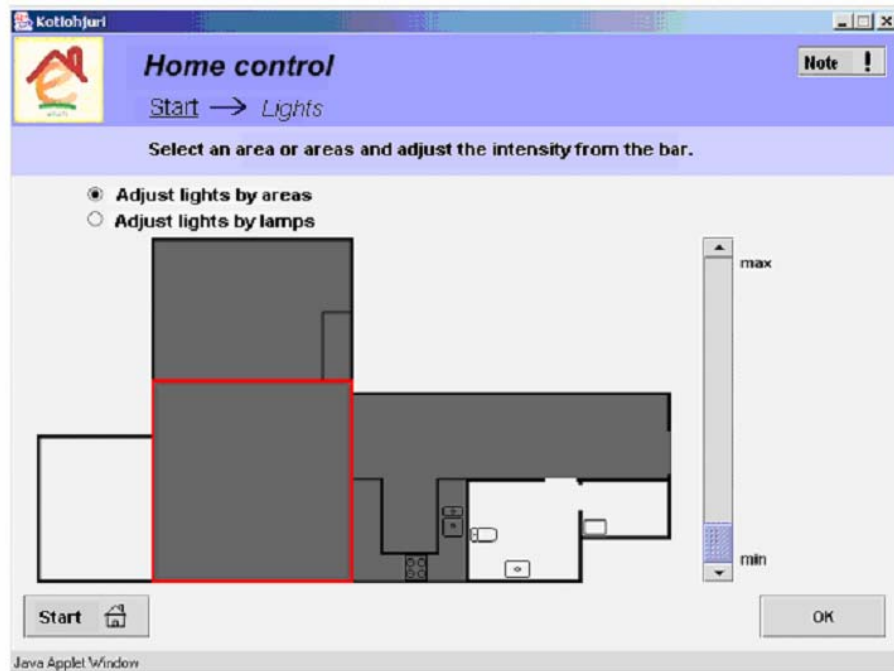 Kotiohjuri
Home control
Note !
Start → Lights
Select an area or areas and adjust the intensity from the bar.
Adjust lights by areas
Adjust lights by lamps
max
min
Start
OK
Java Applet Window